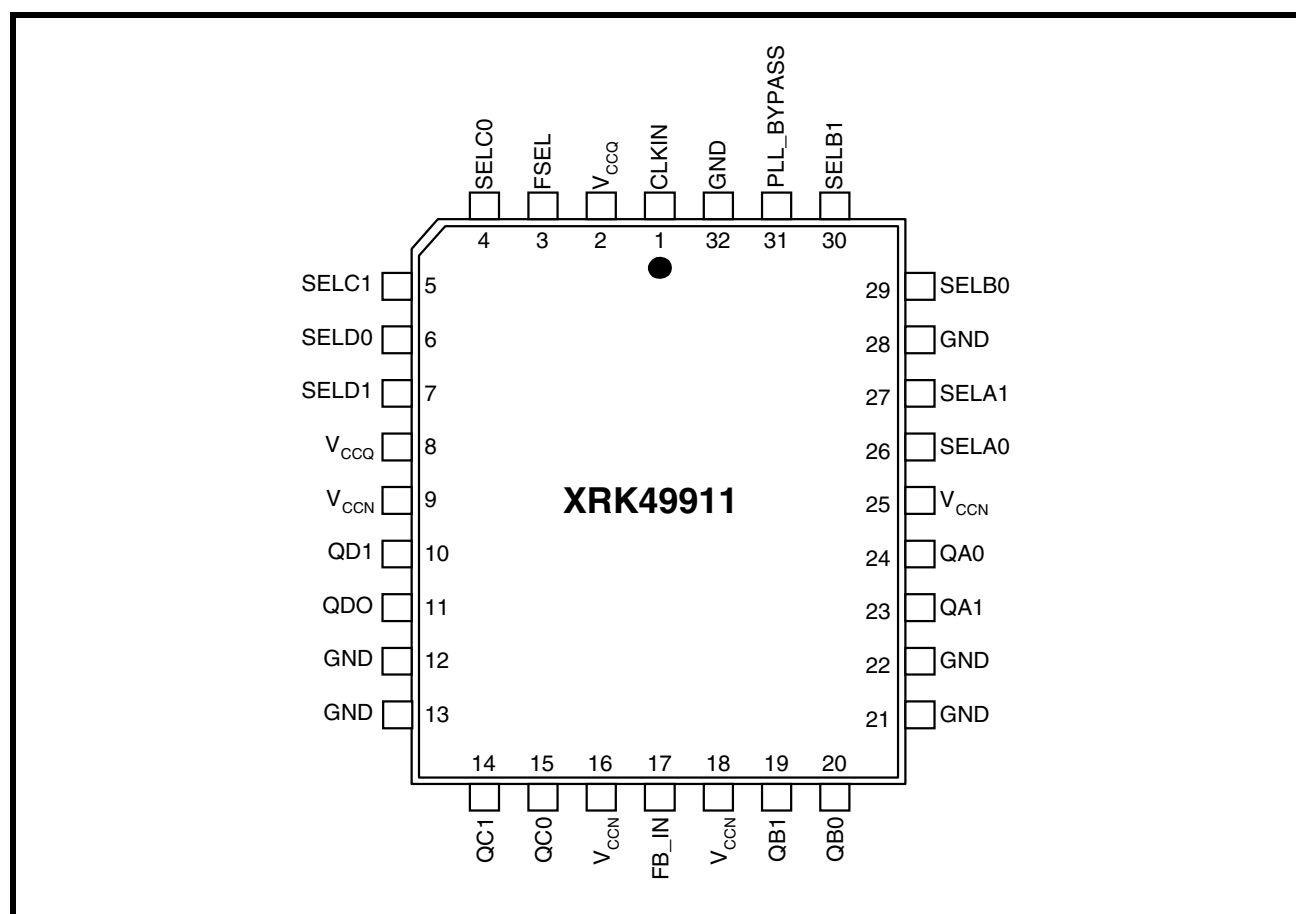 SELC0
FSEL
VCCQ
CLKIN
GND
PLL_BYPASS
SELB1
4
3
2
1
32
31
30
SELC1 5
SELD0 6
SELD1 7
VCCQ 8
VCCN 9
QD1 10
QDO 11
GND 12
GND 13
XRK49911
29 SELB0
28 GND
27 SELA1
26 SELA0
25 VCCN
24 QA0
23 QA1
22 GND
21 GND
14
15
16
17
18
19
20
QC1
QC0
VCCN
FB_IN
VCCN
QB1
QB0